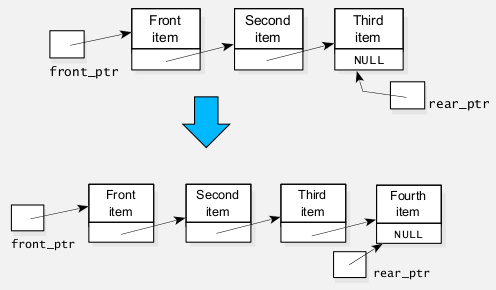 Front
item
Second
item
Third
item
NULL
front_ptr
rear_ptr
Front
item
Second
item
Third
item
Fourth
item
NULL
front_ptr
rear_ptr